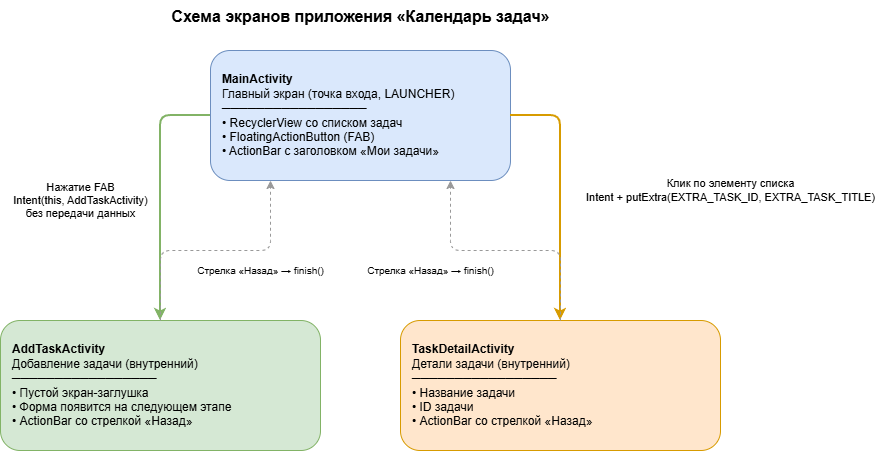 Схема экранов приложения «Календарь задач»
MainActivity
Главный экран (точка входа, LAUNCHER)
• RecyclerView со списком задач
• FloatingActionButton (FAB)
• ActionBar с заголовком «Мои задачи»
Нажатие FAB
Intent(this, AddTaskActivity)
без передачи данных
Клик по элементу списка
Intent + putExtra(EXTRA_TASK_ID, EXTRA_TASK_TITLE)
Стрелка «Назад» → finish()
Стрелка «Назад» → finish()
AddTaskActivity
Добавление задачи (внутренний)
• Пустой экран-заглушка
• Форма появится на следующем этапе
• ActionBar со стрелкой «Назад»
TaskDetailActivity
Детали задачи (внутренний)
• Название задачи
• ID задачи
• ActionBar со стрелкой «Назад»